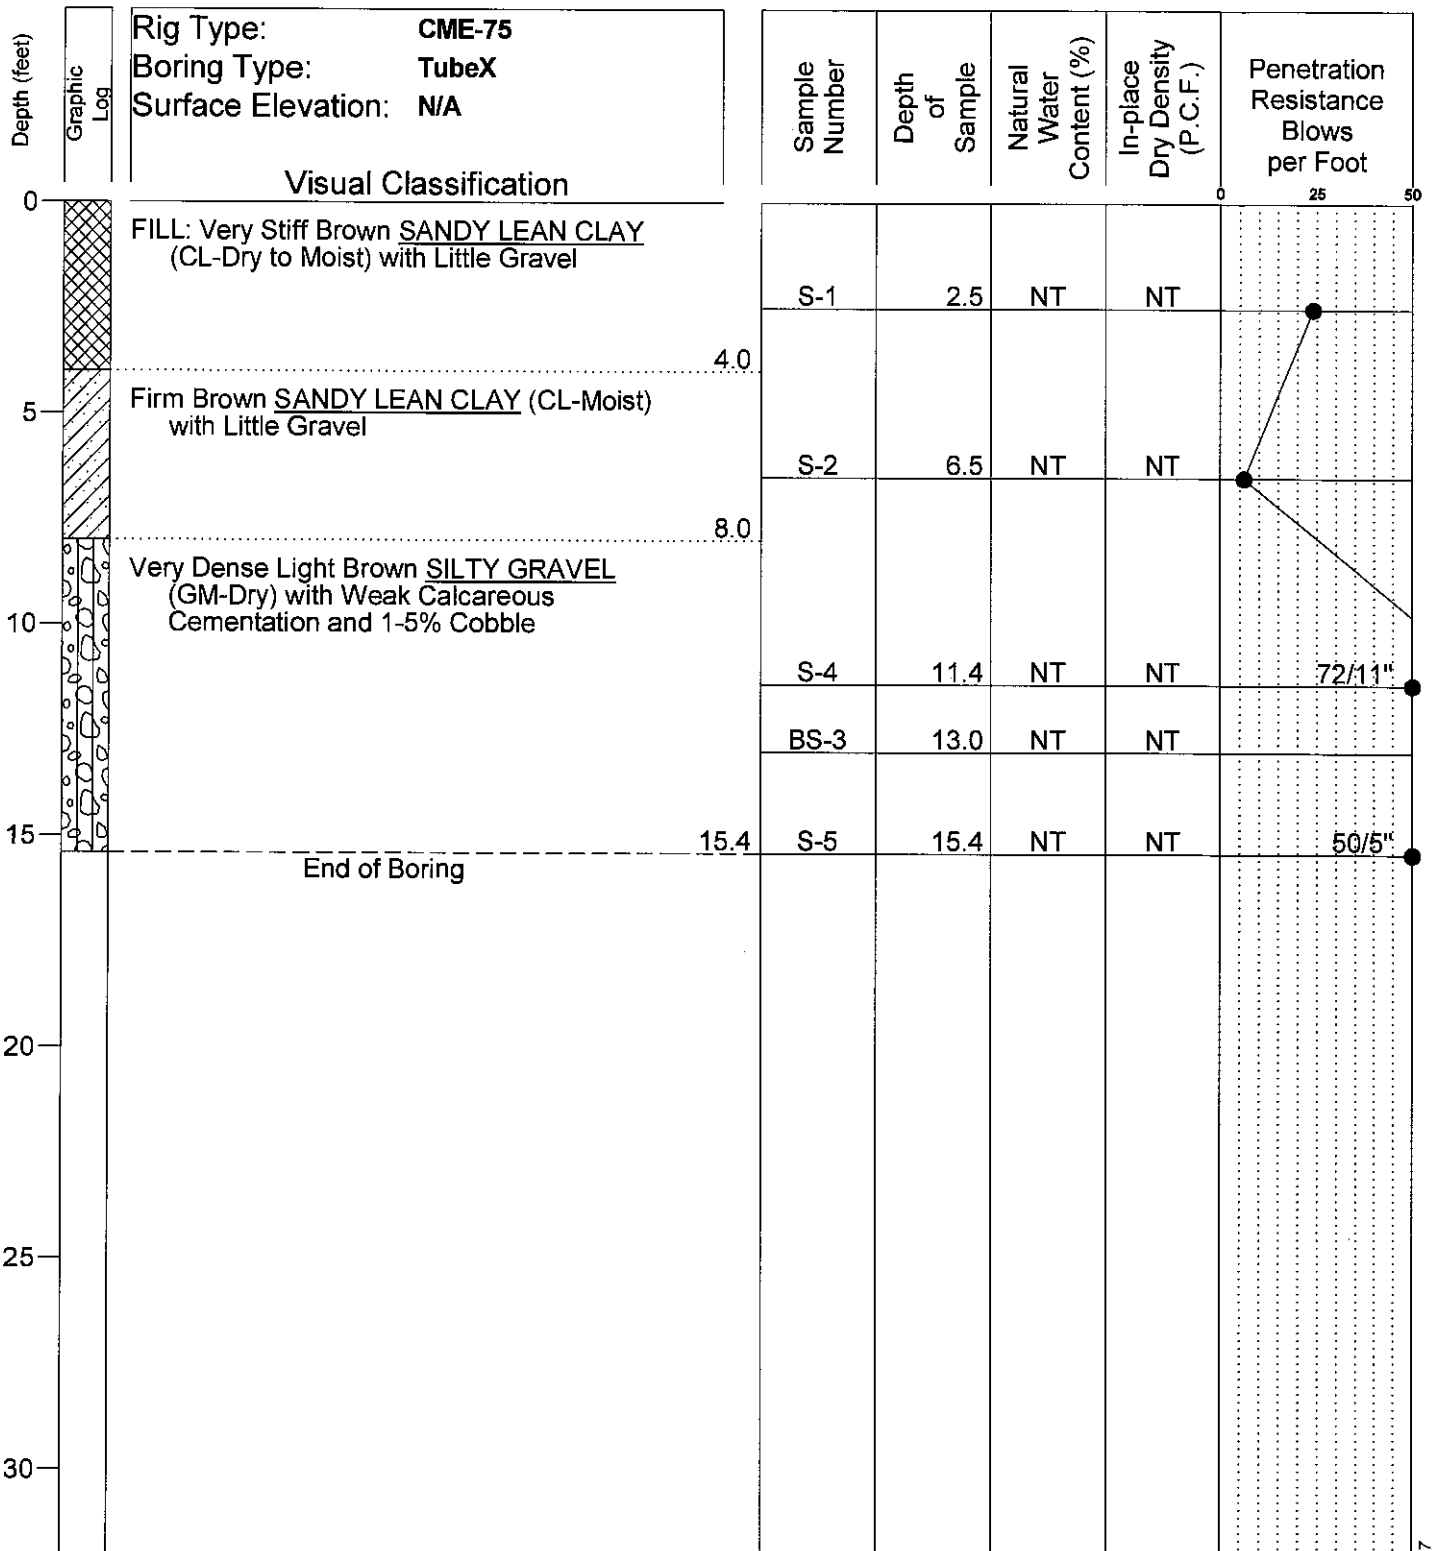 Depth (feet)
Graphic
Log
Rig Type: CME-75
Boring Type: TubeX
Surface Elevation: N/A
Visual Classification
Sample
Number
Depth
of
Sample
Natural
Water
Content (%)
In-place
Dry Density
(P.C.F.)
Penetration
Resistance
Blows
per Foot
0 25 50
0
FILL: Very Stiff Brown SANDY LEAN CLAY
(CL-Dry to Moist) with Little Gravel
S-1 2.5 NT NT
4.0
Firm Brown SANDY LEAN CLAY (CL-Moist)
5
with Little Gravel
S-2 6.5 NT NT
8.0
Very Dense Light Brown SILTY GRAVEL
(GM-Dry) with Weak Calcareous
10
Cementation and 1-5% Cobble
S-4 11.4 NT NT 72/11"
BS-3 13.0 NT NT
15
15.4 S-5 15.4 NT NT 50/5"
End of Boring
20
25
30
7